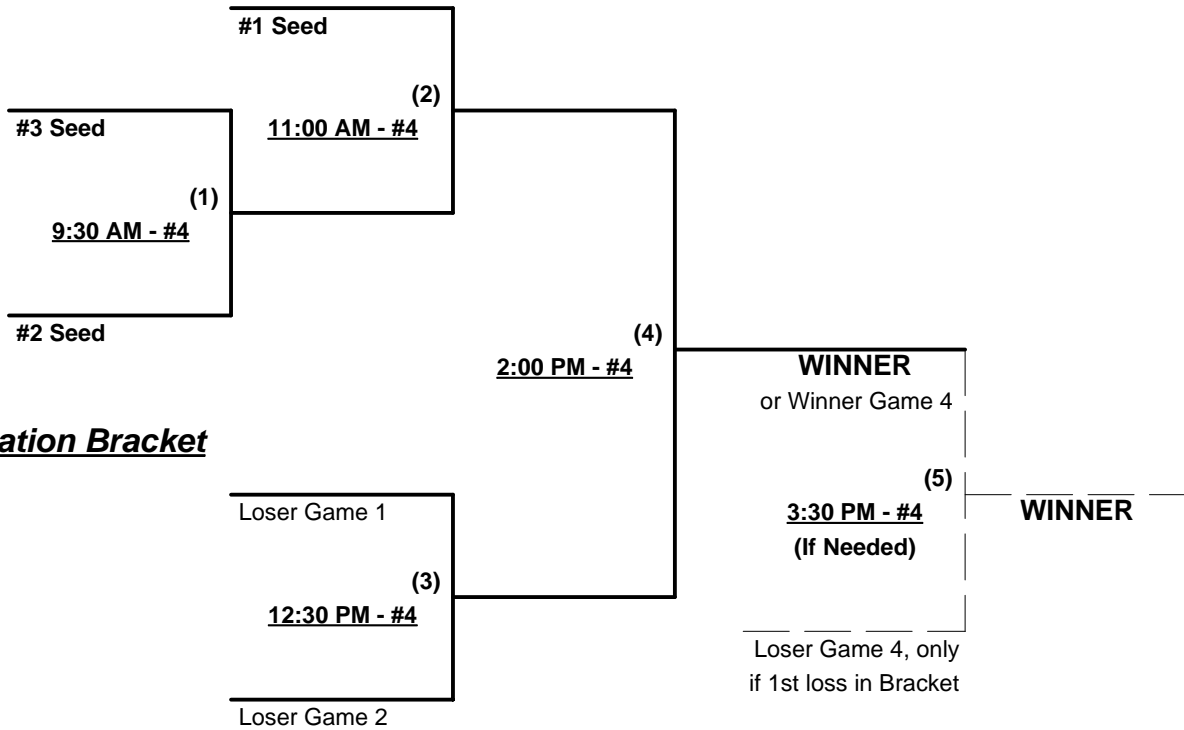 #1 Seed
(2)
11:00 AM - #4
#3 Seed
(1)
9:30 AM - #4
#2 Seed
(4)
2:00 PM - #4
WINNER
or Winner Game 4
ation Bracket
(5)
3:30 PM - #4
(If Needed)
WINNER
Loser Game 1
(3)
12:30 PM - #4
Loser Game 4, only
if 1st loss in Bracket
Loser Game 2